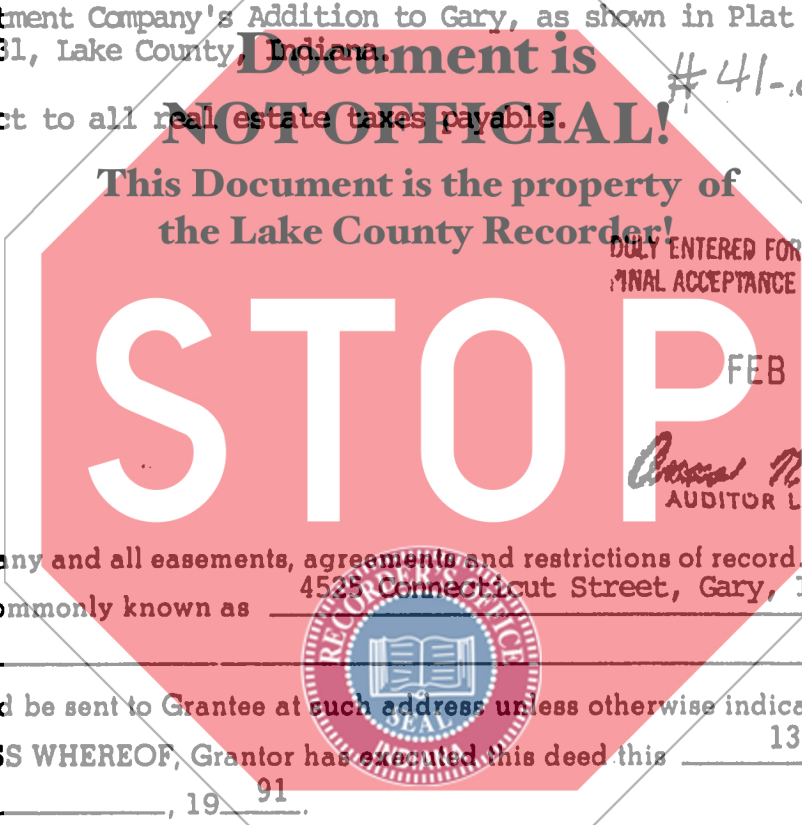 tment Company's Addition to Gary, as shown in Plat
31, Lake County, Indiana.
Document is
#41-
ct to all real estate taxes payable.
NOT OFFICIAL!
This Document is the property of
the Lake County Recorder!
DULY ENTERED FOR
FINAL ACCEPTANCE
STOP
FEB
AUDITOR L
any and all easements, agreements and restrictions of record.
4525 Connecticut Street, Gary,
ommonly known as
RECORDER'S OFFICE
SEAL
INDIANA
d be sent to Grantee at such address unless otherwise indica
SS WHEREOF, Grantor has executed this deed this 13
, 19 91.